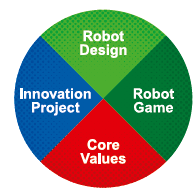 Robot
Design
Innovation
Project
Robot
Game
Core
Values